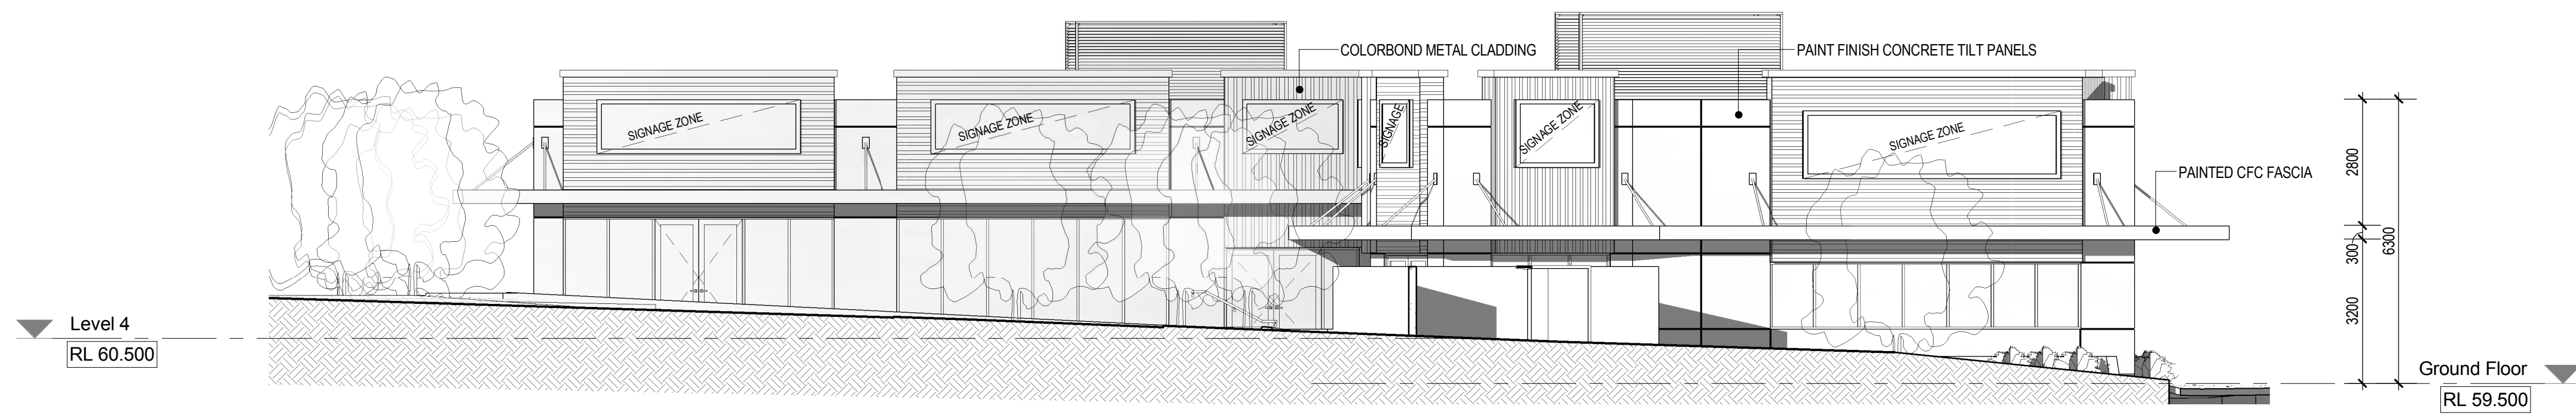 COLORBOND METAL CLADDING
PAINT FINISH CONCRETE TILT PANELS
SIGNAGE ZONE
SIGNAGE ZONE
SIGNAGE ZONE
SIGNAGE
SIGNAGE ZONE
SIGNAGE ZONE
PAINTED CFC FASCIA
2800
300
3200
6300
Level 4
RL 60.500
Ground Floor
RL 59.500